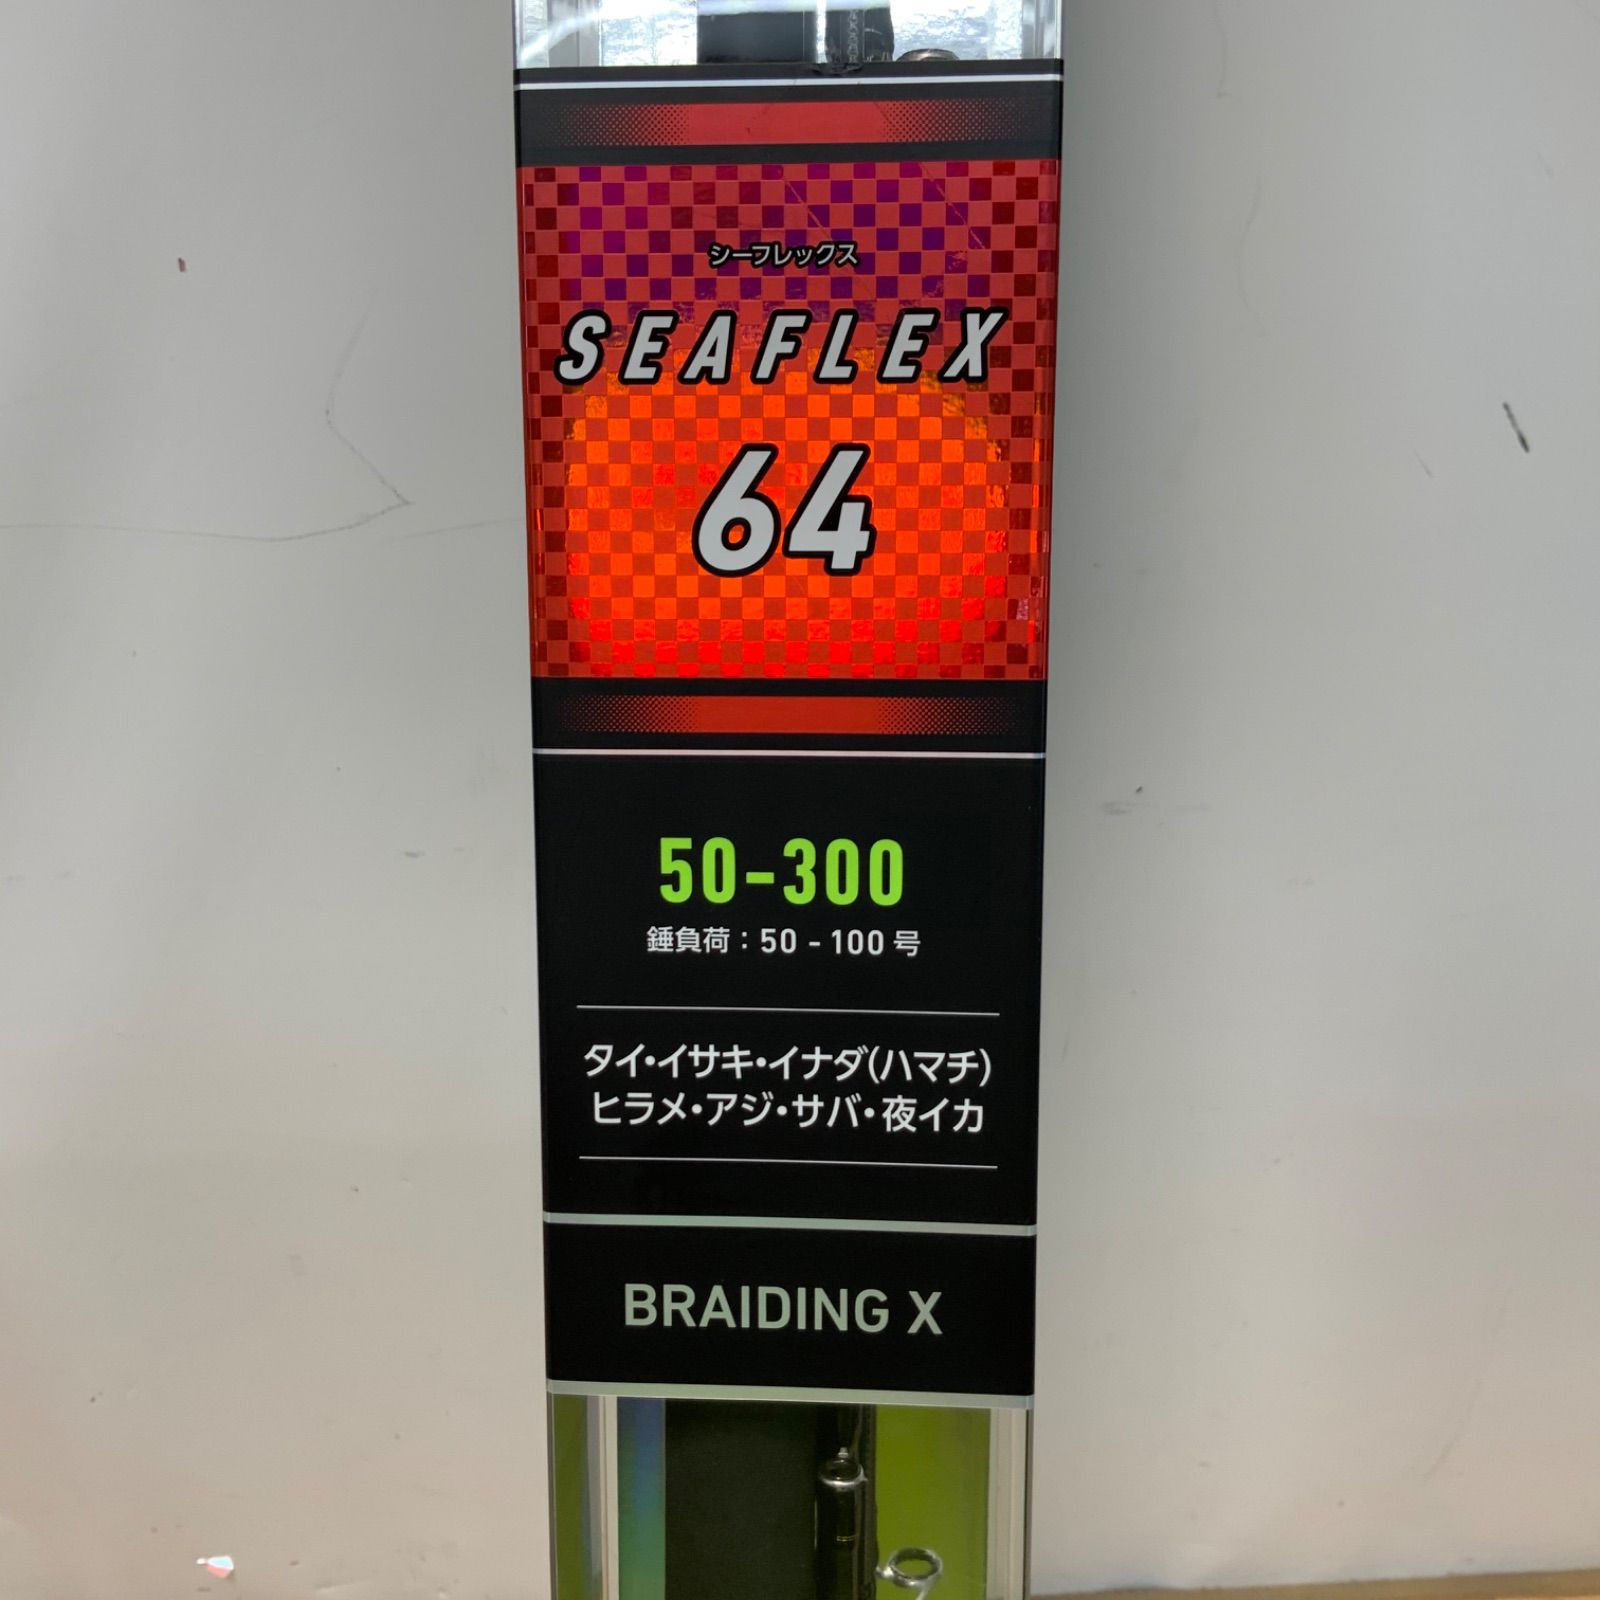 シーフレックス
SEAFLEX
64
50-300
錘負荷：50 - 100 号
タイ・イサキ・イナダ(ハマチ)
ヒラメ・アジ・サバ・夜イカ
BRAIDING X